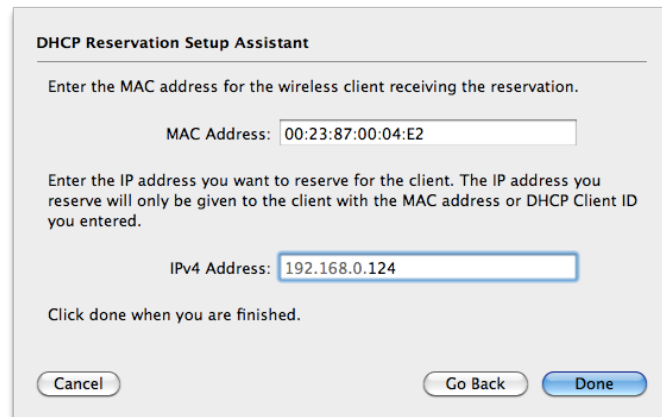 DHCP Reservation Setup Assistant
Enter the MAC address for the wireless client receiving the reservation.
MAC Address: 00:23:87:00:04:E2
Enter the IP address you want to reserve for the client. The IP address you
reserve will only be given to the client with the MAC address or DHCP Client ID
you entered.
IPv4 Address: 192.168.0.124
Click done when you are finished.
Cancel Go Back Done